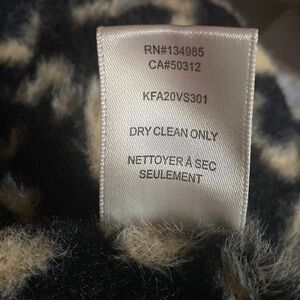 RN#134985
CA#50312
KFA20VS301
DRY CLEAN ONLY
NETTOYER À SEC
SEULEMENT